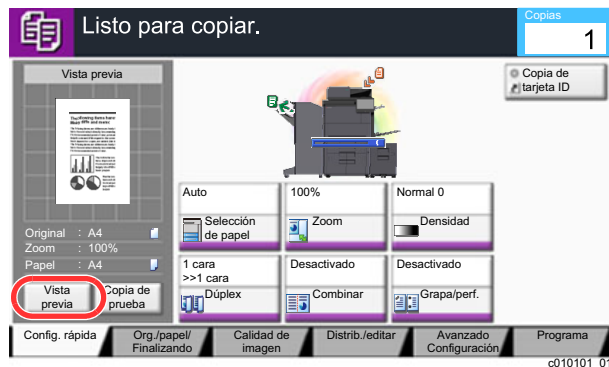 Listo para copiar.
Copias
1
Vista previa
Copia de
tarjeta ID
Original : A4
Zoom : 100%
Papel : A4
Vista
previa
Copia de
prueba
Auto
Selección
de papel
100%
Zoom
Normal 0
Densidad
1 cara
>>1 cara
Dúplex
Desactivado
Combinar
Desactivado
Grapa/perf.
Config. rápida
Org./papel/
Finalizando
Calidad de
imagen
Distrib./editar
Avanzado
Configuración
Programa
c010101_01